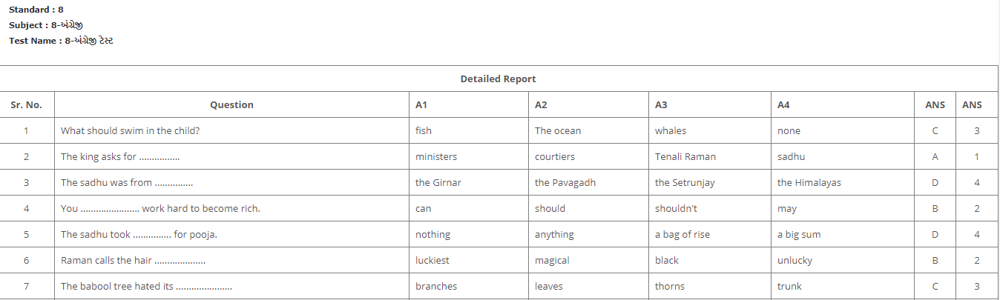 Standard : 8
Subject : 8-અંગ્રેજી
Test Name : 8-અંગ્રેજી ટેસ્ટ
Detailed Report
Sr. No. Question A1 A2 A3 A4 ANS ANS
1 What should swim in the child? fish The ocean whales none C 3
2 The king asks for ................ ministers courtiers Tenali Raman sadhu A 1
3 The sadhu was from ............... the Girnar the Pavagadh the Setrunjay the Himalayas D 4
4 You ....................... work hard to become rich. can should shouldn't may B 2
5 The sadhu took ............... for pooja. nothing anything a bag of rise a big sum D 4
6 Raman calls the hair .................... luckiest magical black unlucky B 2
7 The babool tree hated its ...................... branches leaves thorns trunk C 3